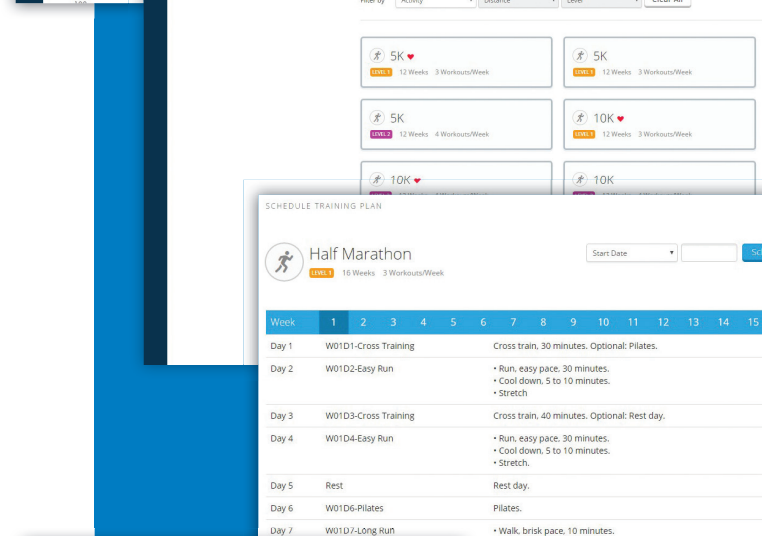 100
Filter by Activity Distance Level Clear All
5K
LEVEL 1 12 Weeks 3 Workouts/Week
5K
LEVEL 1 12 Weeks 3 Workouts/Week
5K
LEVEL 2 12 Weeks 4 Workouts/Week
10K
LEVEL 1 12 Weeks 3 Workouts/Week
10K
10K
SCHEDULE TRAINING PLAN
Half Marathon
LEVEL 1 16 Weeks 3 Workouts/Week
Start Date
Week 1 2 3 4 5 6 7 8 9 10 11 12 13 14 15
Day 1 W01D1-Cross Training Cross train, 30 minutes. Optional: Pilates.
Day 2 W01D2-Easy Run • Run, easy pace, 30 minutes.
• Cool down, 5 to 10 minutes.
• Stretch
Day 3 W01D3-Cross Training Cross train, 40 minutes. Optional: Rest day.
Day 4 W01D4-Easy Run • Run, easy pace, 30 minutes.
• Cool down, 5 to 10 minutes.
• Stretch.
Day 5 Rest Rest day.
Day 6 W01D6-Pilates Pilates.
Day 7 W01D7-Long Run • Walk, brisk pace, 10 minutes.